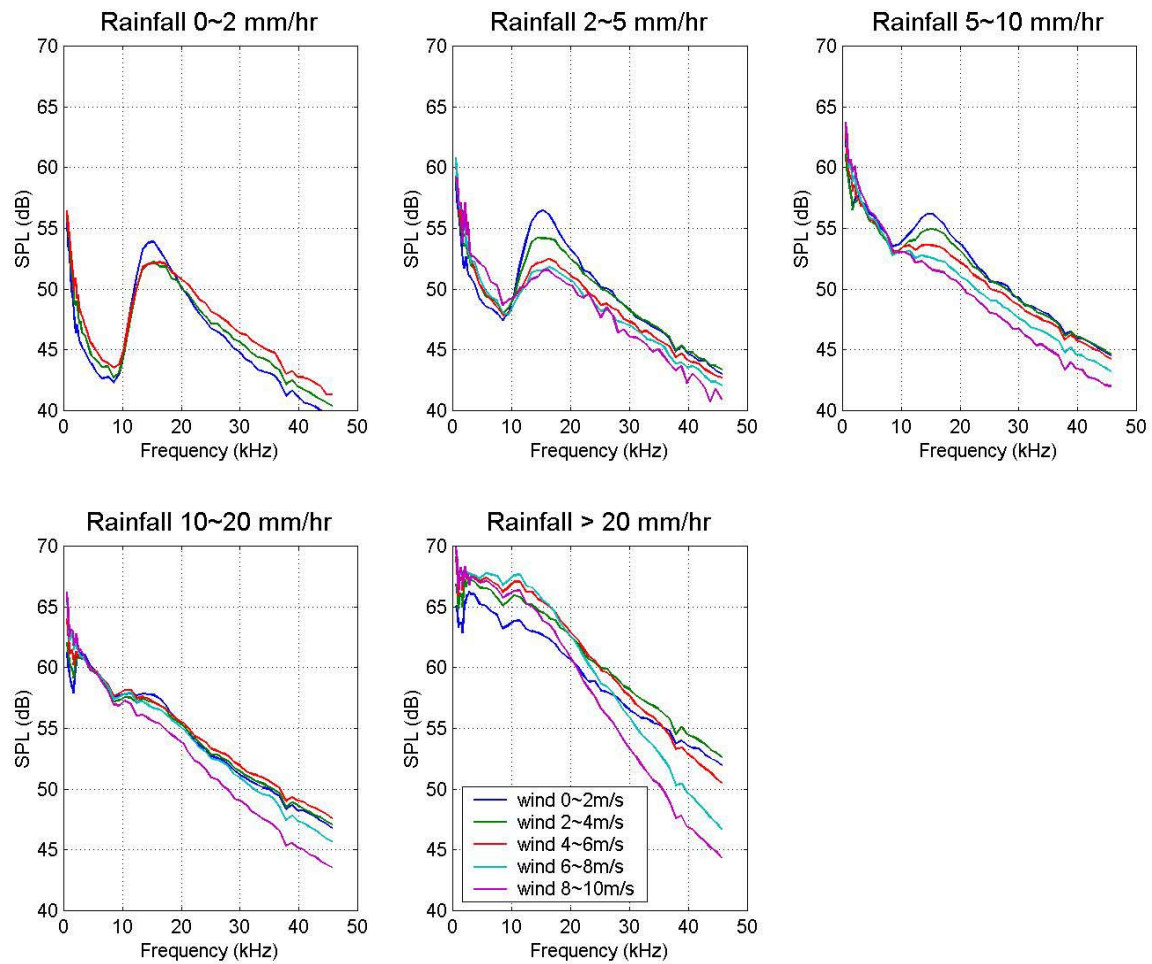 Rainfall 0~2 mm/hr
Rainfall 2~5 mm/hr
Rainfall 5~10 mm/hr
70
65
60
55
50
45
40
SPL (dB)
0 10 20 30 40 50
Frequency (kHz)
70
65
60
55
50
45
40
SPL (dB)
0 10 20 30 40 50
Frequency (kHz)
70
65
60
55
50
45
40
SPL (dB)
0 10 20 30 40 50
Frequency (kHz)
Rainfall 10~20 mm/hr
Rainfall > 20 mm/hr
70
65
60
55
50
45
40
SPL (dB)
0 10 20 30 40 50
Frequency (kHz)
70
65
60
55
50
45
40
SPL (dB)
wind 0~2m/s
wind 2~4m/s
wind 4~6m/s
wind 6~8m/s
wind 8~10m/s
0 10 20 30 40 50
Frequency (kHz)